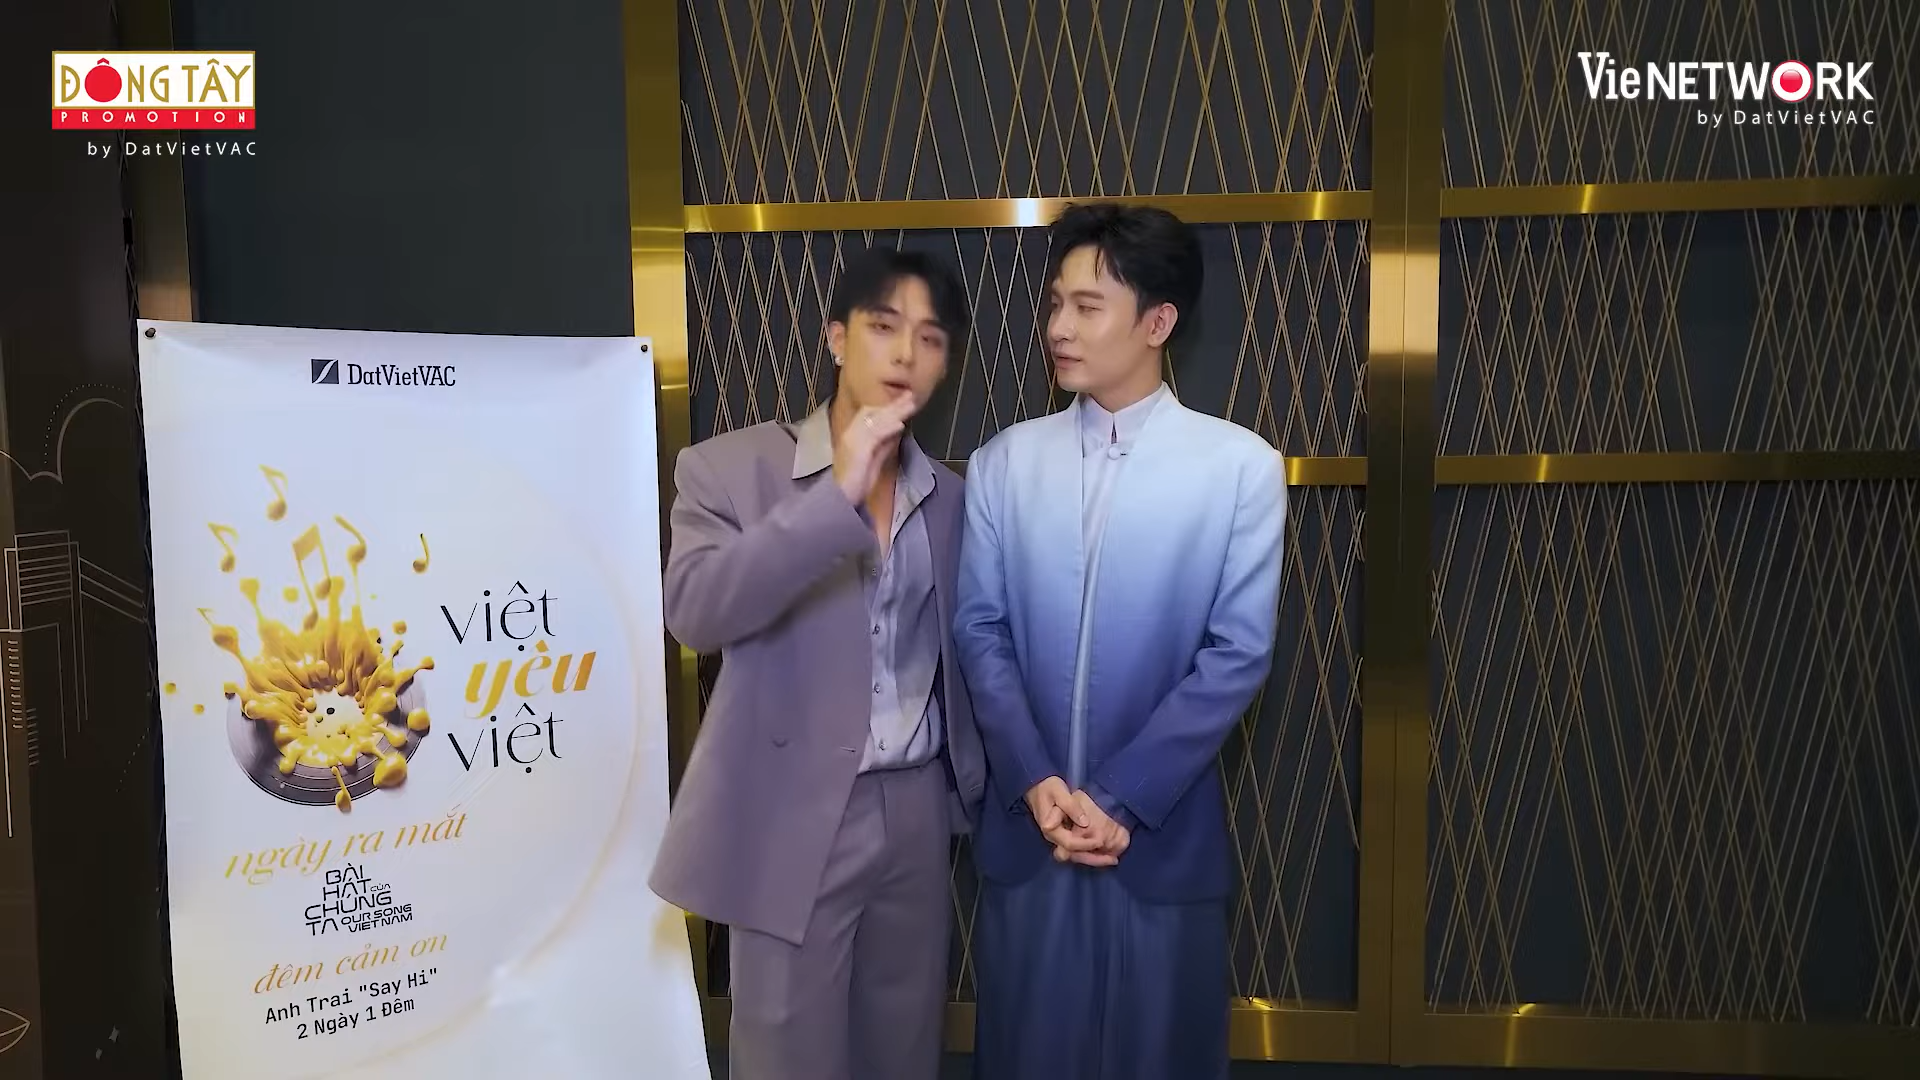 ĐÔNG TÂY
PROMOTION
by DatVietVAC
VieNETWORK
by DatVietVAC
DatVietVAC
việt
yêu
việt
ngày ra mắt
BÀI
HÁT CỦA
CHÚNG
TA OUR SONG
VIETNAM
đêm cảm ơn
Anh Trai "Say Hi"
2 Ngày 1 Đêm